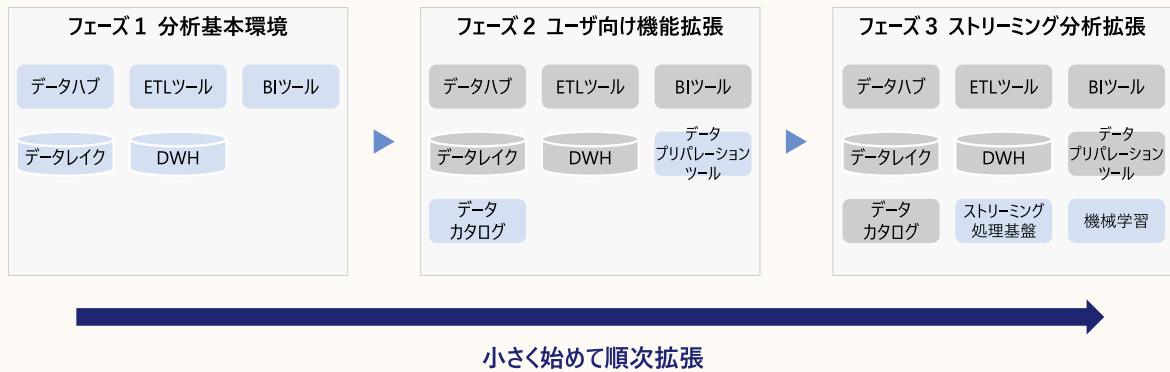 フェーズ1 分析基本環境
データハブ
ETLツール
BIツール
データレイク
DWH
フェーズ2 ユーザ向け機能拡張
データハブ
ETLツール
BIツール
データレイク
DWH
データ
プリパレーション
ツール
データ
カタログ
フェーズ3 ストリーミング分析拡張
データハブ
ETLツール
BIツール
データレイク
DWH
データ
プリパレーション
ツール
データ
カタログ
ストリーミング
処理基盤
機械学習
小さく始めて順次拡張